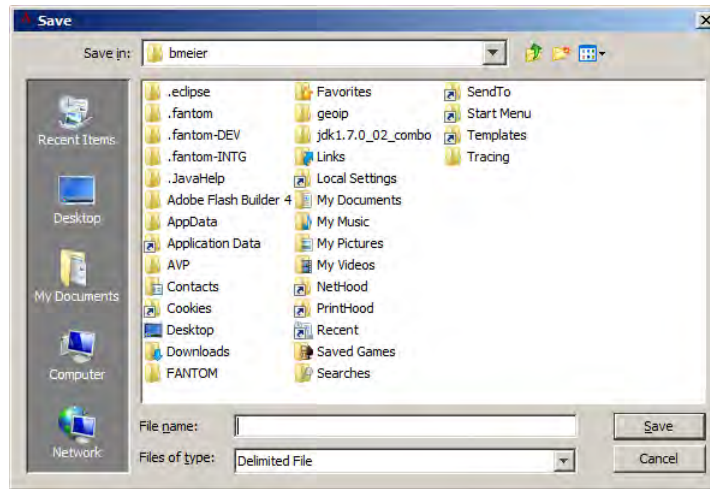 Save
Save in: bmeier
Recent Items
Desktop
My Documents
Computer
Network
.eclipse
.fantom
.fantom-DEV
.fantom-INTG
.JavaHelp
Adobe Flash Builder 4
AppData
Application Data
AVP
Contacts
Cookies
Desktop
Downloads
FANTOM
Favorites
geoip
jdk1.7.0_02_combo
Links
Local Settings
My Documents
My Music
My Pictures
My Videos
NetHood
PrintHood
Recent
Saved Games
Searches
SendTo
Start Menu
Templates
Tracing
File name:
Save
Files of type: Delimited File
Cancel